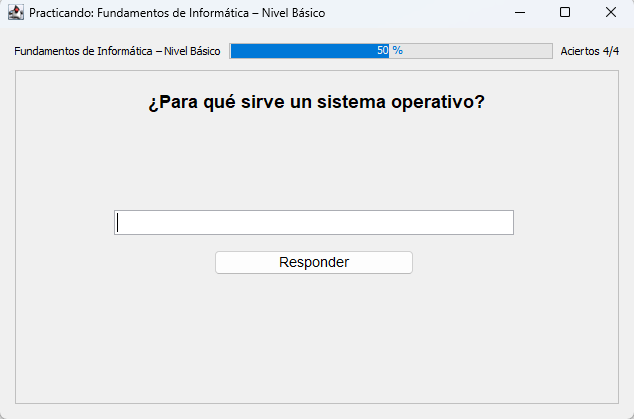 Practicando: Fundamentos de Informática – Nivel Básico
Fundamentos de Informática – Nivel Básico 50 % Aciertos 4/4
¿Para qué sirve un sistema operativo?
Responder